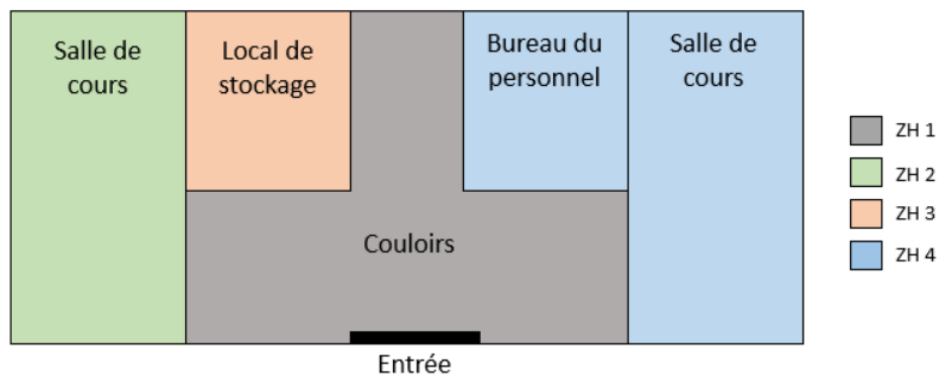 Salle de
cours
Local de
stockage
Bureau du
personnel
Salle de
cours
Couloirs
Entrée
ZH 1
ZH 2
ZH 3
ZH 4